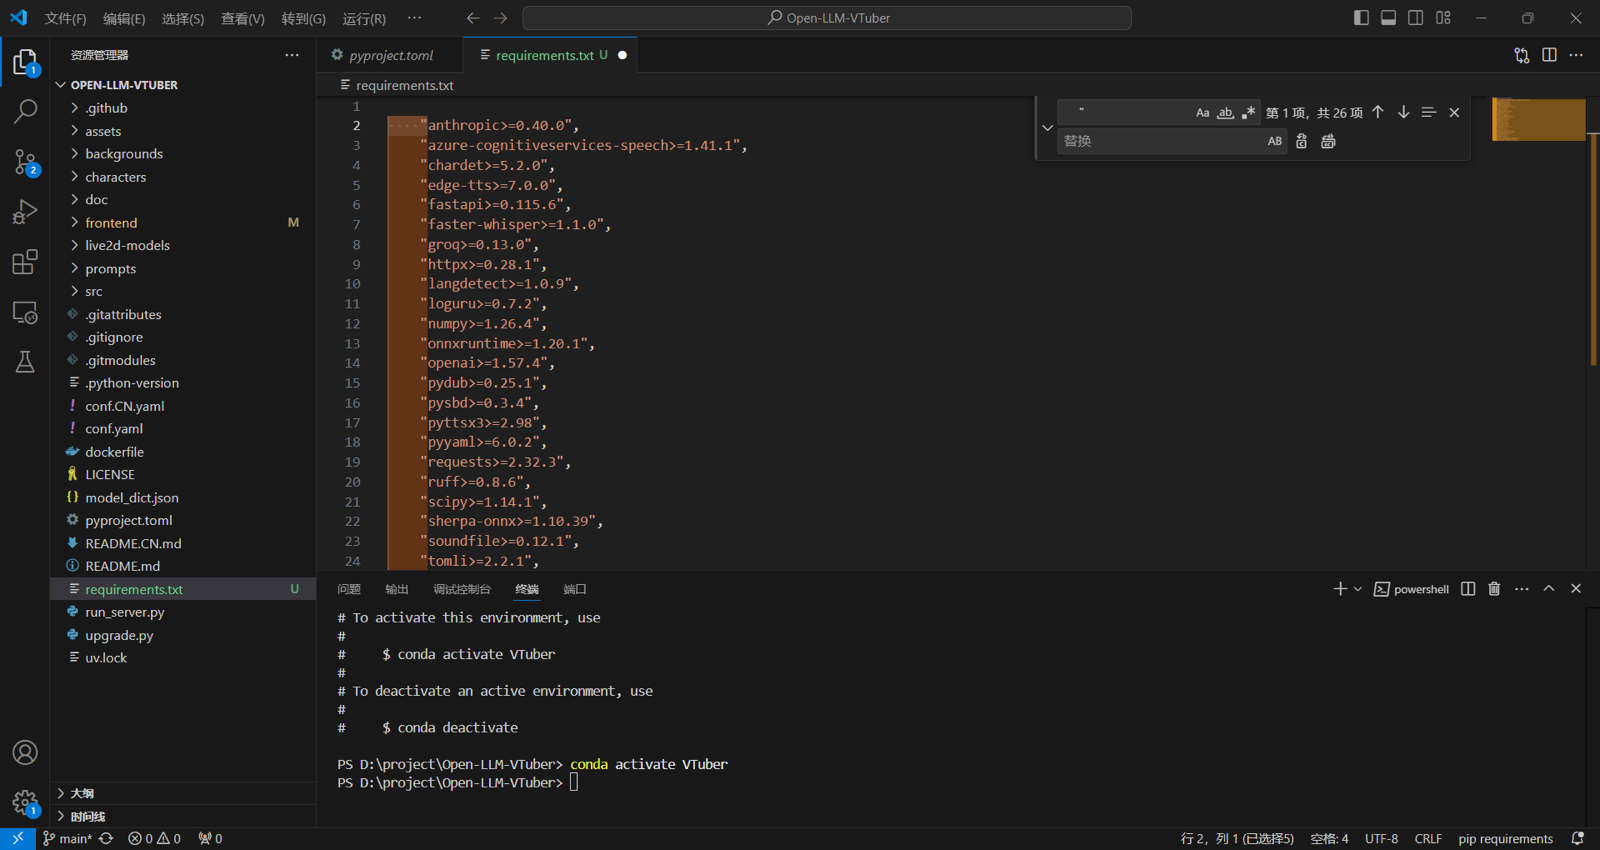 文件(F) 编辑(E) 选择(S) 查看(V) 转到(G) 运行(R) ··· Open-LLM-VTuber
资源管理器 ···
OPEN-LLM-VTUBER
.github
assets
backgrounds
characters
doc
frontend M
live2d-models
prompts
src
.gitattributes
.gitignore
.gitmodules
.python-version
conf.CN.yaml
conf.yaml
dockerfile
LICENSE
model_dict.json
pyproject.toml
README.CN.md
README.md
requirements.txt U
run_server.py
upgrade.py
uv.lock
大纲
时间线
1
2
1
pyproject.toml requirements.txt U
requirements.txt
" Aa ab 第 1 项，共 26 项
替换 AB
1
2 "anthropic>=0.40.0",
3 "azure-cognitiveservices-speech>=1.41.1",
4 "chardet>=5.2.0",
5 "edge-tts>=7.0.0",
6 "fastapi>=0.115.6",
7 "faster-whisper>=1.1.0",
8 "groq>=0.13.0",
9 "httpx>=0.28.1",
10 "langdetect>=1.0.9",
11 "loguru>=0.7.2",
12 "numpy>=1.26.4",
13 "onnxruntime>=1.20.1",
14 "openai>=1.57.4",
15 "pydub>=0.25.1",
16 "pysbd>=0.3.4",
17 "pyttsx3>=2.98",
18 "pyyaml>=6.0.2",
19 "requests>=2.32.3",
20 "ruff>=0.8.6",
21 "scipy>=1.14.1",
22 "sherpa-onnx>=1.10.39",
23 "soundfile>=0.12.1",
24 "tomli>=2.2.1",
问题 输出 调试控制台 终端 端口 powershell
# To activate this environment, use
#
# $ conda activate VTuber
#
# To deactivate an active environment, use
#
# $ conda deactivate
PS D:\project\Open-LLM-VTuber> conda activate VTuber
PS D:\project\Open-LLM-VTuber>
main* 0 0 0 行 2，列 1 (已选择5) 空格: 4 UTF-8 CRLF pip requirements